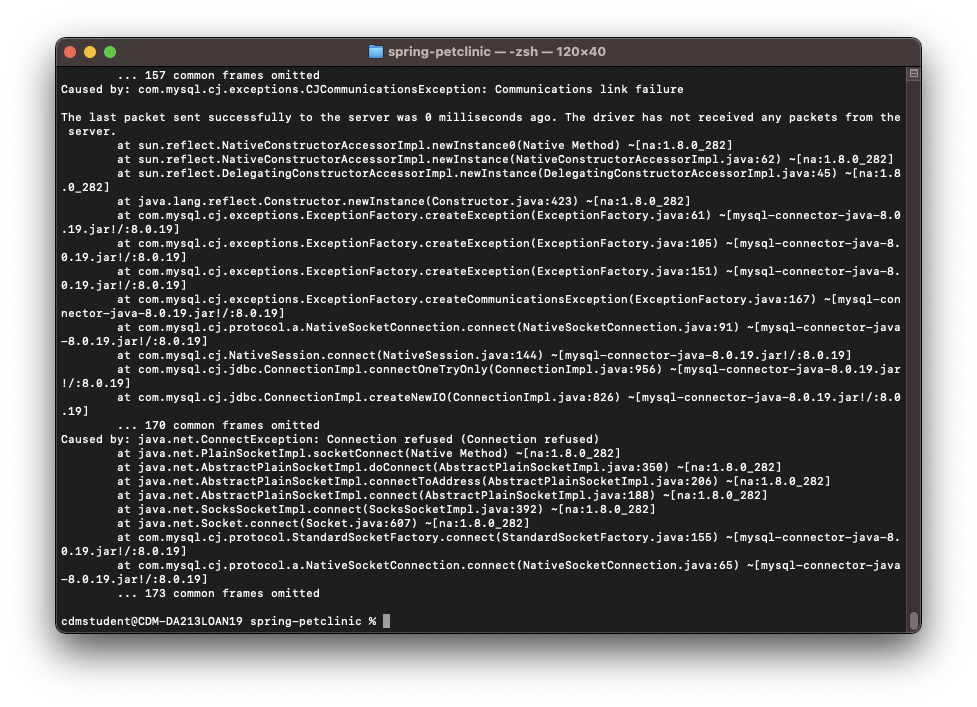 spring-petclinic — -zsh — 120×40
... 157 common frames omitted
Caused by: com.mysql.cj.exceptions.CJCommunicationsException: Communications link failure
The last packet sent successfully to the server was 0 milliseconds ago. The driver has not received any packets from the
server.
at sun.reflect.NativeConstructorAccessorImpl.newInstance0(Native Method) ~[na:1.8.0_282]
at sun.reflect.NativeConstructorAccessorImpl.newInstance(NativeConstructorAccessorImpl.java:62) ~[na:1.8.0_282]
at sun.reflect.DelegatingConstructorAccessorImpl.newInstance(DelegatingConstructorAccessorImpl.java:45) ~[na:1.8
.0_282]
at java.lang.reflect.Constructor.newInstance(Constructor.java:423) ~[na:1.8.0_282]
at com.mysql.cj.exceptions.ExceptionFactory.createException(ExceptionFactory.java:61) ~[mysql-connector-java-8.0
.19.jar!/:8.0.19]
at com.mysql.cj.exceptions.ExceptionFactory.createException(ExceptionFactory.java:105) ~[mysql-connector-java-8.
0.19.jar!/:8.0.19]
at com.mysql.cj.exceptions.ExceptionFactory.createException(ExceptionFactory.java:151) ~[mysql-connector-java-8.
0.19.jar!/:8.0.19]
at com.mysql.cj.exceptions.ExceptionFactory.createCommunicationsException(ExceptionFactory.java:167) ~[mysql-con
nector-java-8.0.19.jar!/:8.0.19]
at com.mysql.cj.protocol.a.NativeSocketConnection.connect(NativeSocketConnection.java:91) ~[mysql-connector-java
-8.0.19.jar!/:8.0.19]
at com.mysql.cj.NativeSession.connect(NativeSession.java:144) ~[mysql-connector-java-8.0.19.jar!/:8.0.19]
at com.mysql.cj.jdbc.ConnectionImpl.connectOneTryOnly(ConnectionImpl.java:956) ~[mysql-connector-java-8.0.19.jar
!/:8.0.19]
at com.mysql.cj.jdbc.ConnectionImpl.createNewIO(ConnectionImpl.java:826) ~[mysql-connector-java-8.0.19.jar!/:8.0
.19]
... 170 common frames omitted
Caused by: java.net.ConnectException: Connection refused (Connection refused)
at java.net.PlainSocketImpl.socketConnect(Native Method) ~[na:1.8.0_282]
at java.net.AbstractPlainSocketImpl.doConnect(AbstractPlainSocketImpl.java:350) ~[na:1.8.0_282]
at java.net.AbstractPlainSocketImpl.connectToAddress(AbstractPlainSocketImpl.java:206) ~[na:1.8.0_282]
at java.net.AbstractPlainSocketImpl.connect(AbstractPlainSocketImpl.java:188) ~[na:1.8.0_282]
at java.net.SocksSocketImpl.connect(SocksSocketImpl.java:392) ~[na:1.8.0_282]
at java.net.Socket.connect(Socket.java:607) ~[na:1.8.0_282]
at com.mysql.cj.protocol.StandardSocketFactory.connect(StandardSocketFactory.java:155) ~[mysql-connector-java-8.
0.19.jar!/:8.0.19]
at com.mysql.cj.protocol.a.NativeSocketConnection.connect(NativeSocketConnection.java:65) ~[mysql-connector-java
-8.0.19.jar!/:8.0.19]
... 173 common frames omitted
cdmstudent@CDM-DA213LOAN19 spring-petclinic %